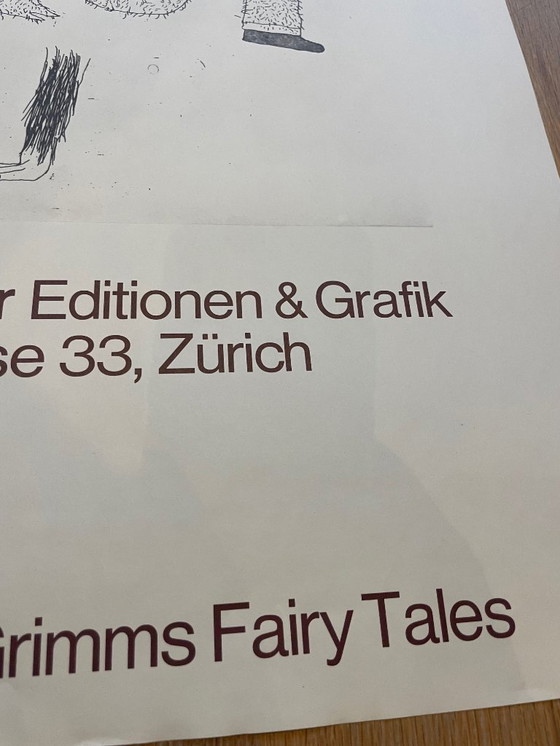 r Editionen & Grafik
se 33, Zürich
Grimms Fairy Tales